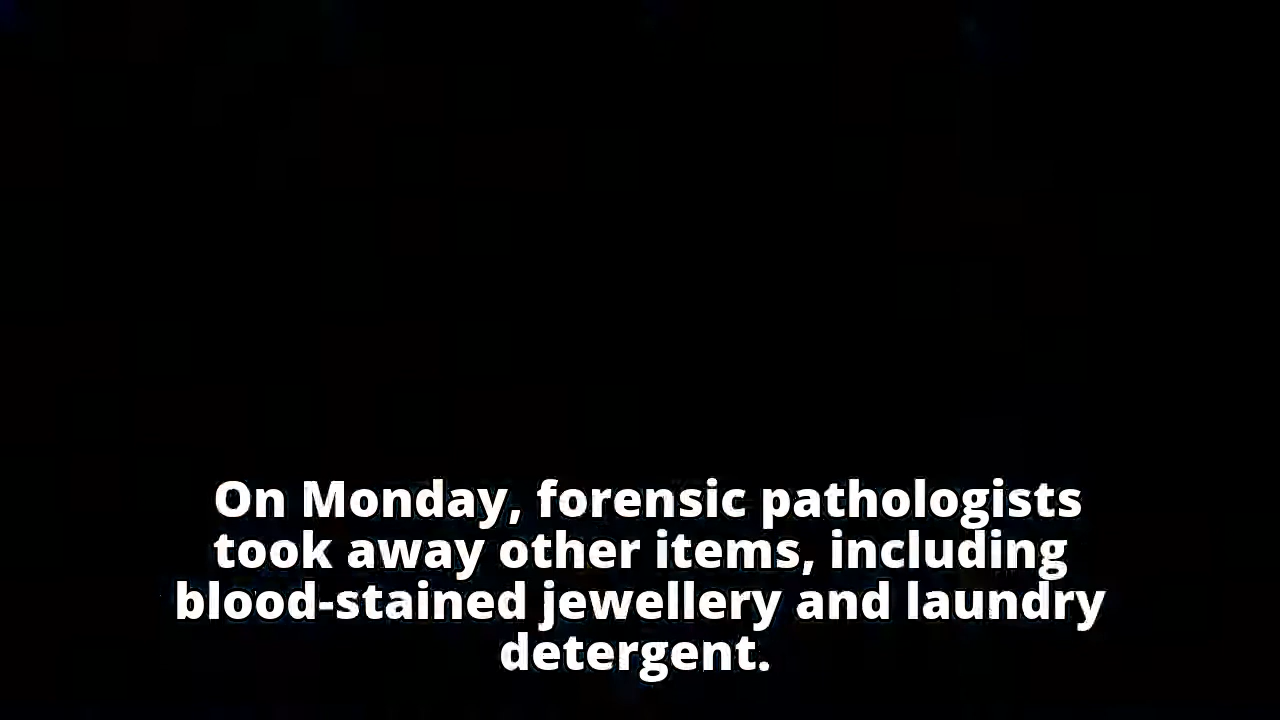 On Monday, forensic pathologists
took away other items, including
blood-stained jewellery and laundry
detergent.